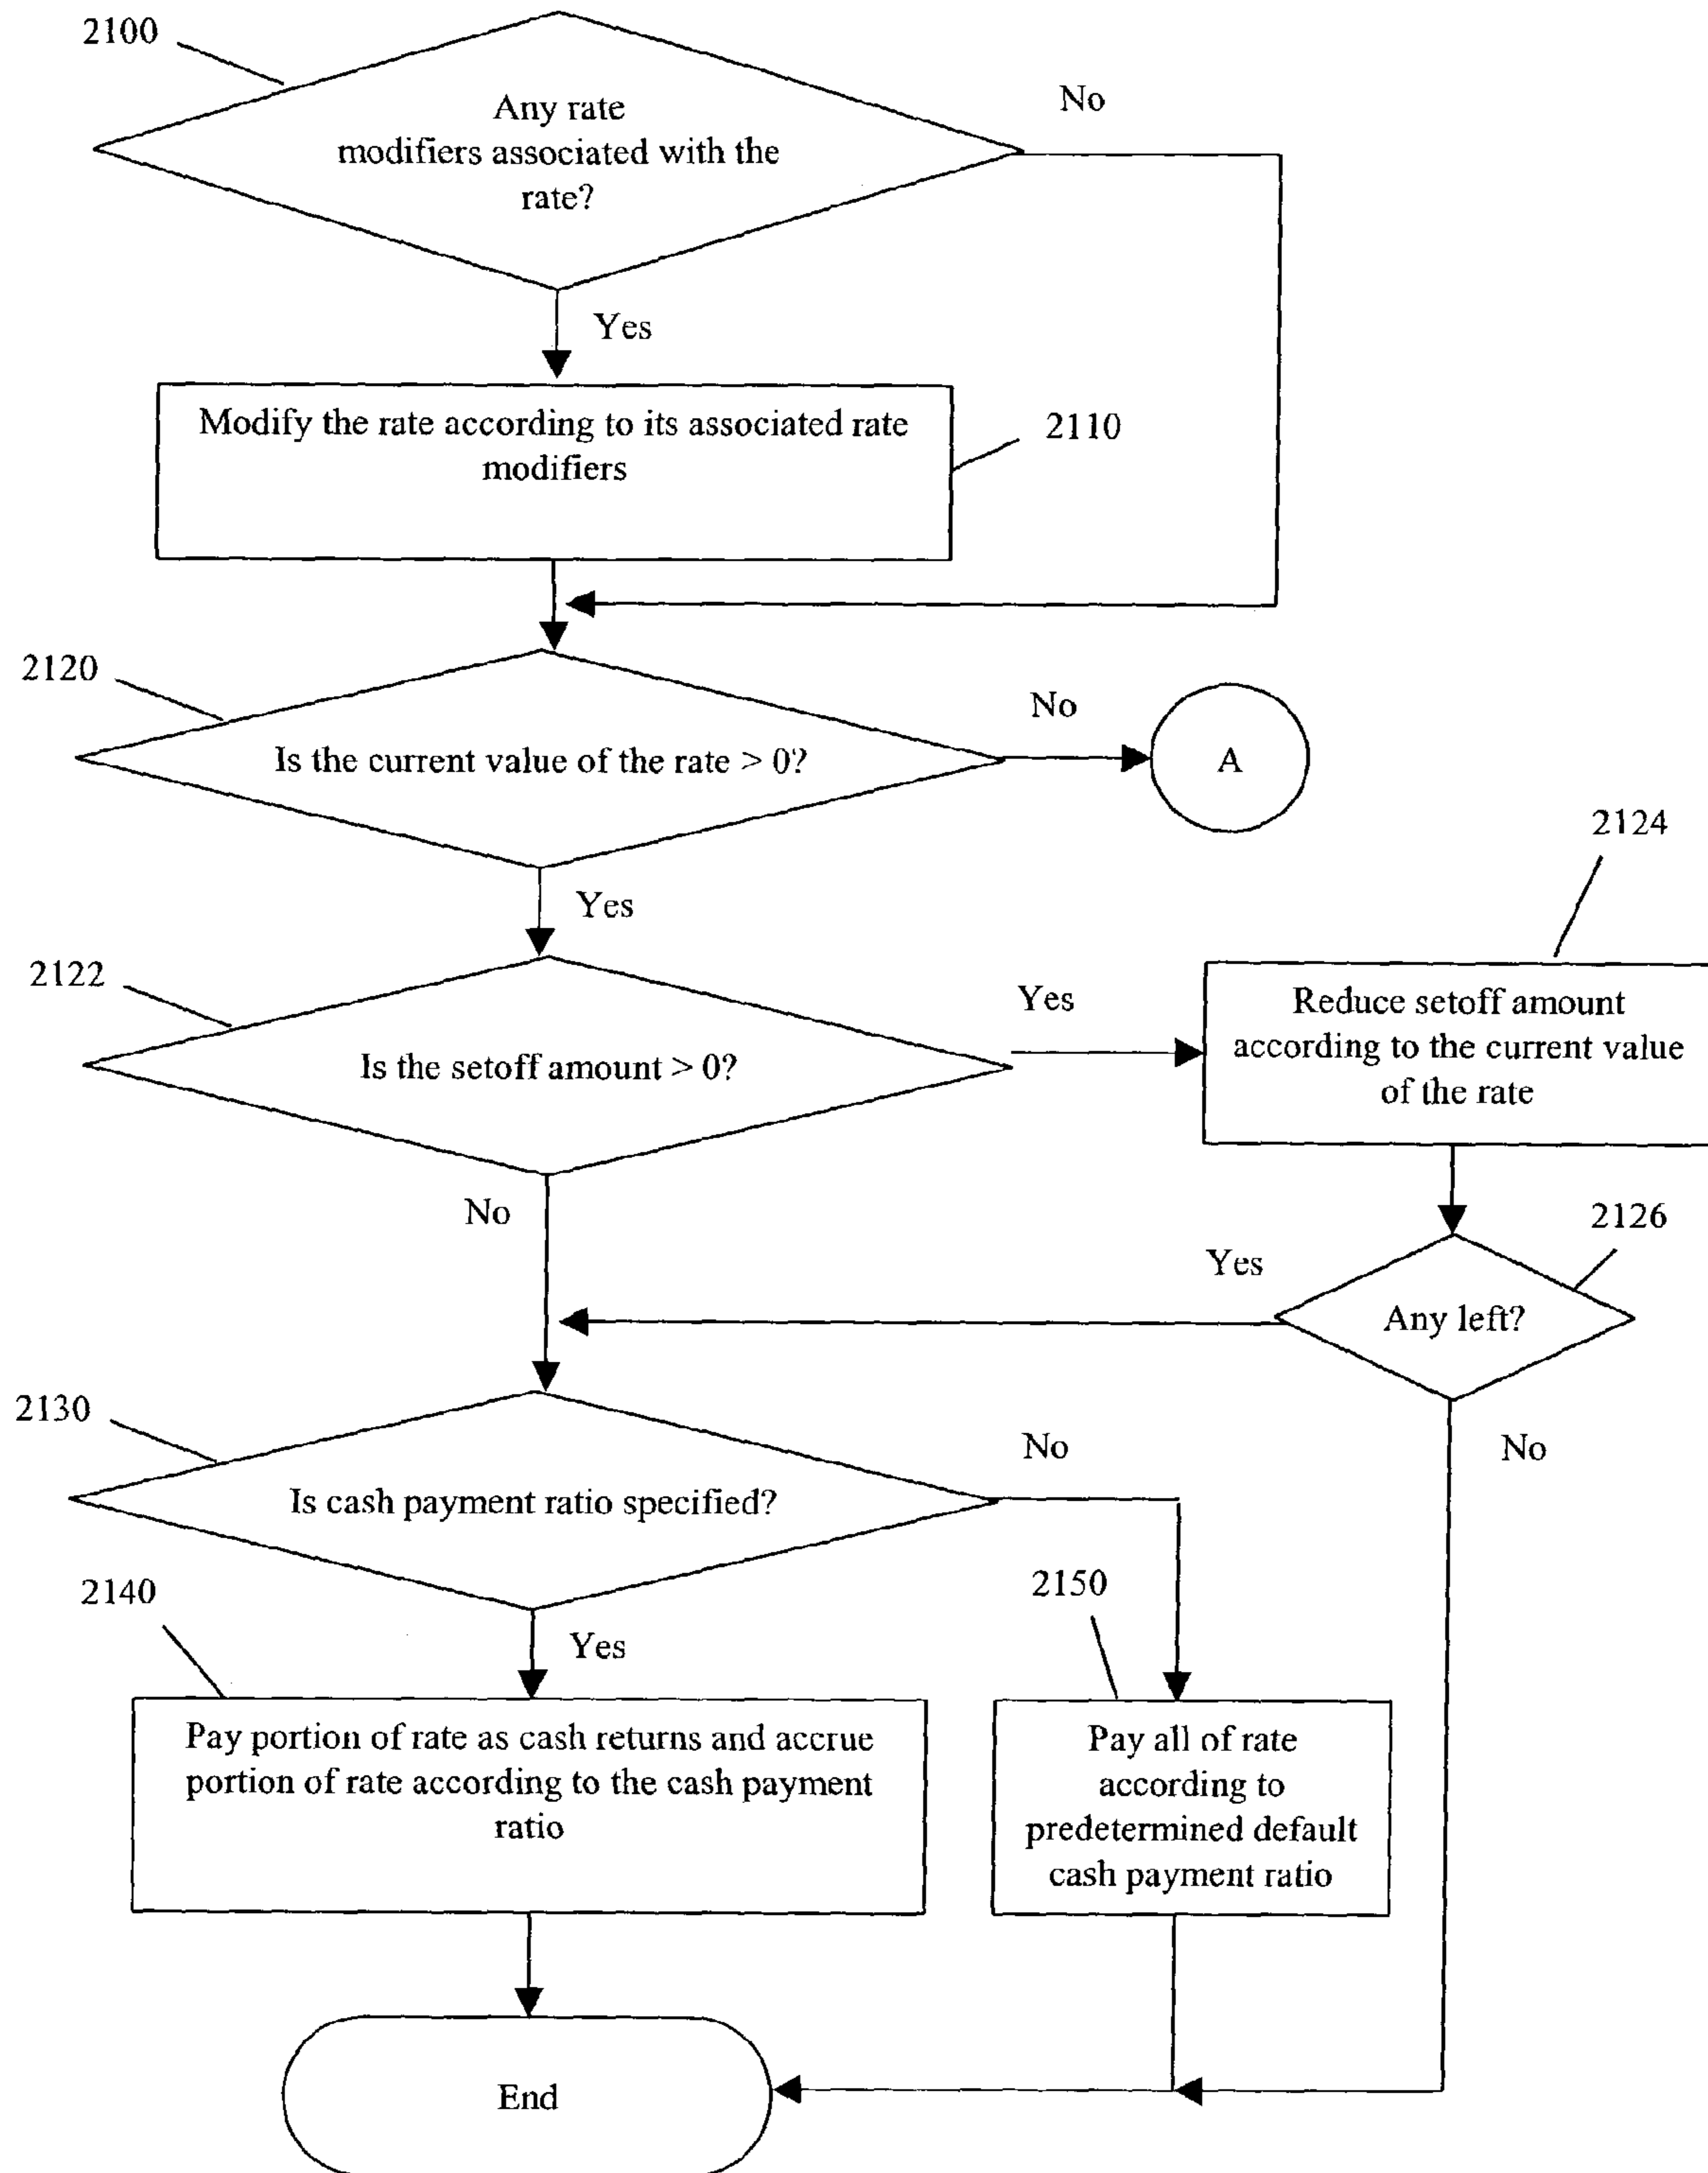 2100
No
Any rate
modifiers associated with the
rate?
Yes
Modify the rate according to its associated rate
modifiers
2110
2120
No
Is the current value of the rate > 0?
A
2124
Yes
2122
Yes
Reduce setoff amount
according to the current value
of the rate
Is the setoff amount > 0?
No
2126
Yes
Any left?
2130
No
No
Is cash payment ratio specified?
2140
2150
Yes
Pay portion of rate as cash returns and accrue
portion of rate according to the cash payment
ratio
Pay all of rate
according to
predetermined default
cash payment ratio
End